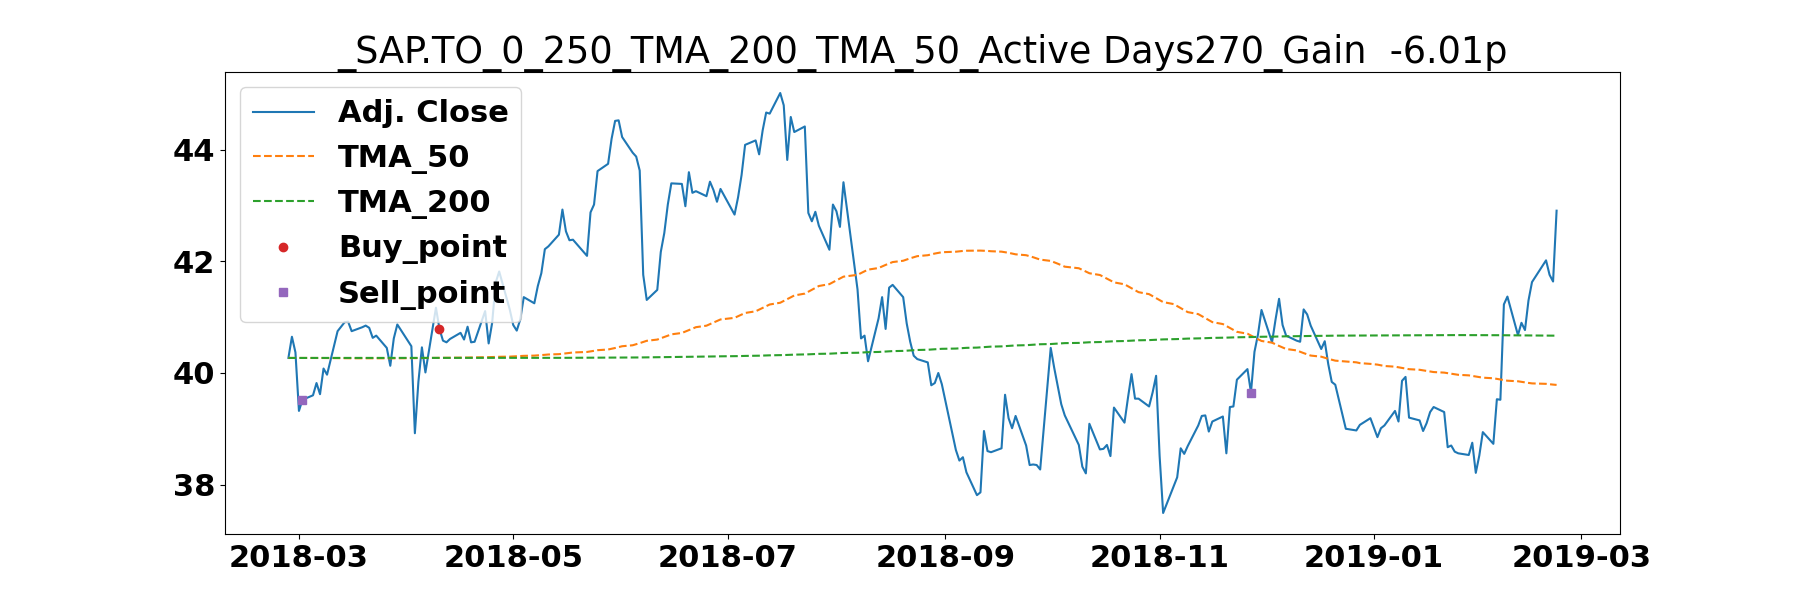 _SAP.TO_0_250_TMA_200_TMA_50_Active Days270_Gain  -6.01p
Adj. Close
TMA_50
TMA_200
Buy_point
Sell_point
44
42
40
38
2018-03 2018-05 2018-07 2018-09 2018-11 2019-01 2019-03